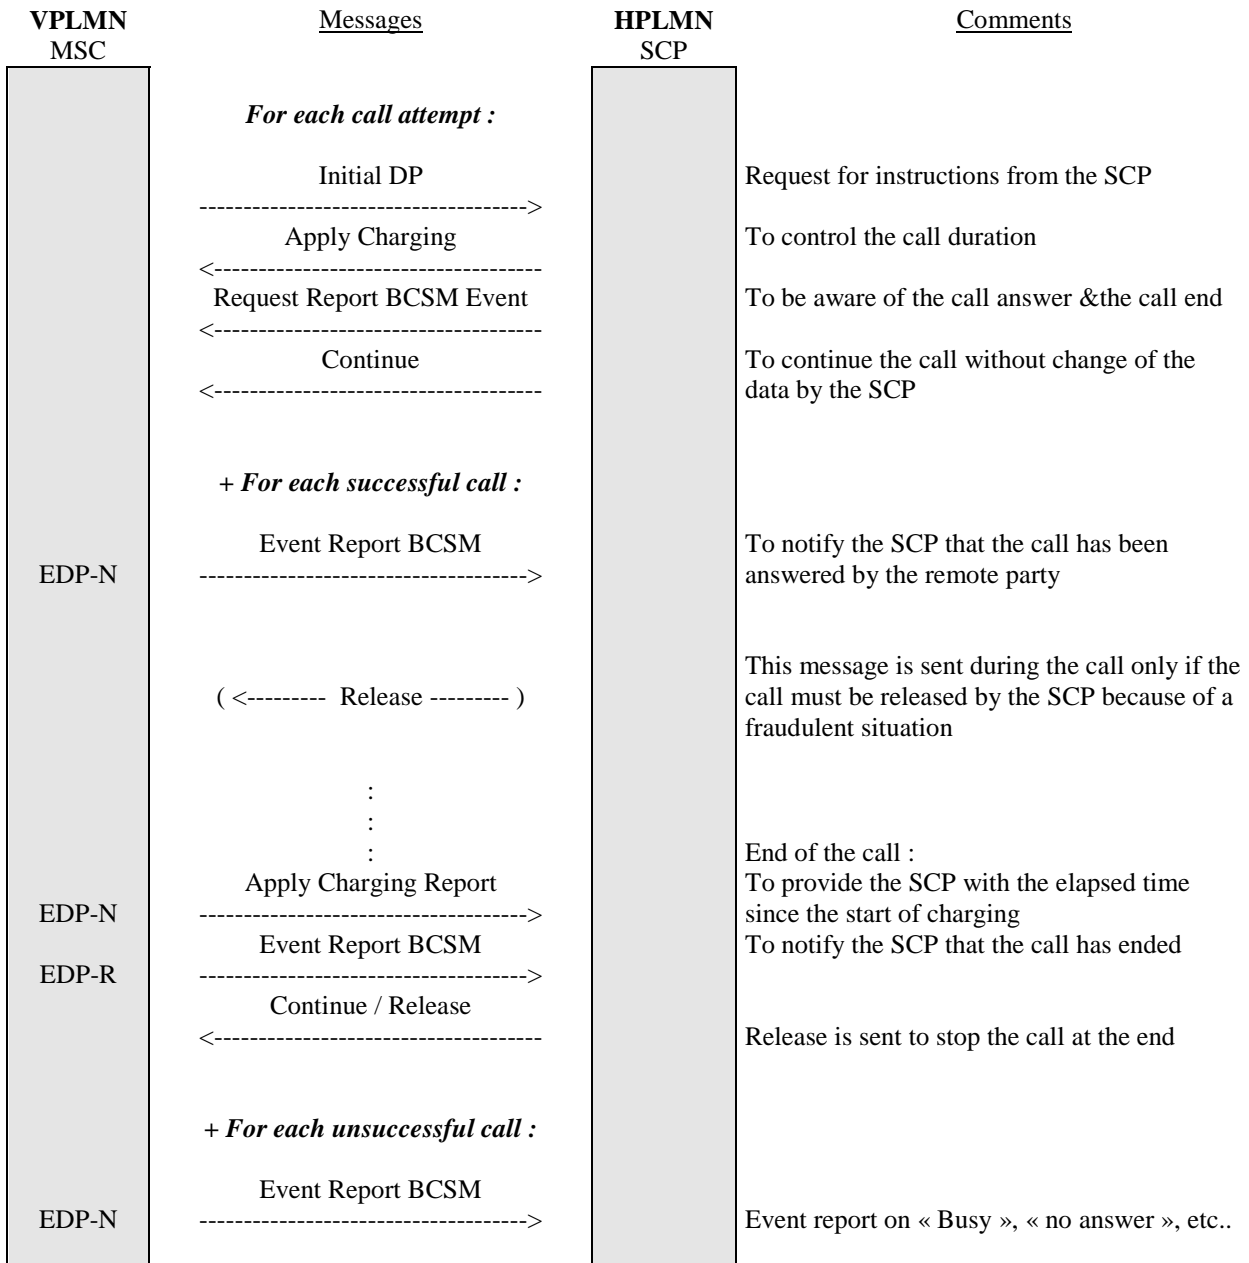 VPLMN Messages HPLMN Comments
MSC SCP
For each call attempt :
Initial DP Request for instructions from the SCP
------------------------------------->
Apply Charging To control the call duration
<-------------------------------------
Request Report BCSM Event To be aware of the call answer &the call end
<-------------------------------------
Continue To continue the call without change of the
<------------------------------------- data by the SCP
+ For each successful call :
Event Report BCSM To notify the SCP that the call has been
EDP-N -------------------------------------> answered by the remote party
This message is sent during the call only if the
( <--------- Release --------- ) call must be released by the SCP because of a
fraudulent situation
:
:
: End of the call :
Apply Charging Report To provide the SCP with the elapsed time
EDP-N -------------------------------------> since the start of charging
Event Report BCSM To notify the SCP that the call has ended
EDP-R ------------------------------------->
Continue / Release
<------------------------------------- Release is sent to stop the call at the end
+ For each unsuccessful call :
Event Report BCSM
EDP-N -------------------------------------> Event report on « Busy », « no answer », etc..